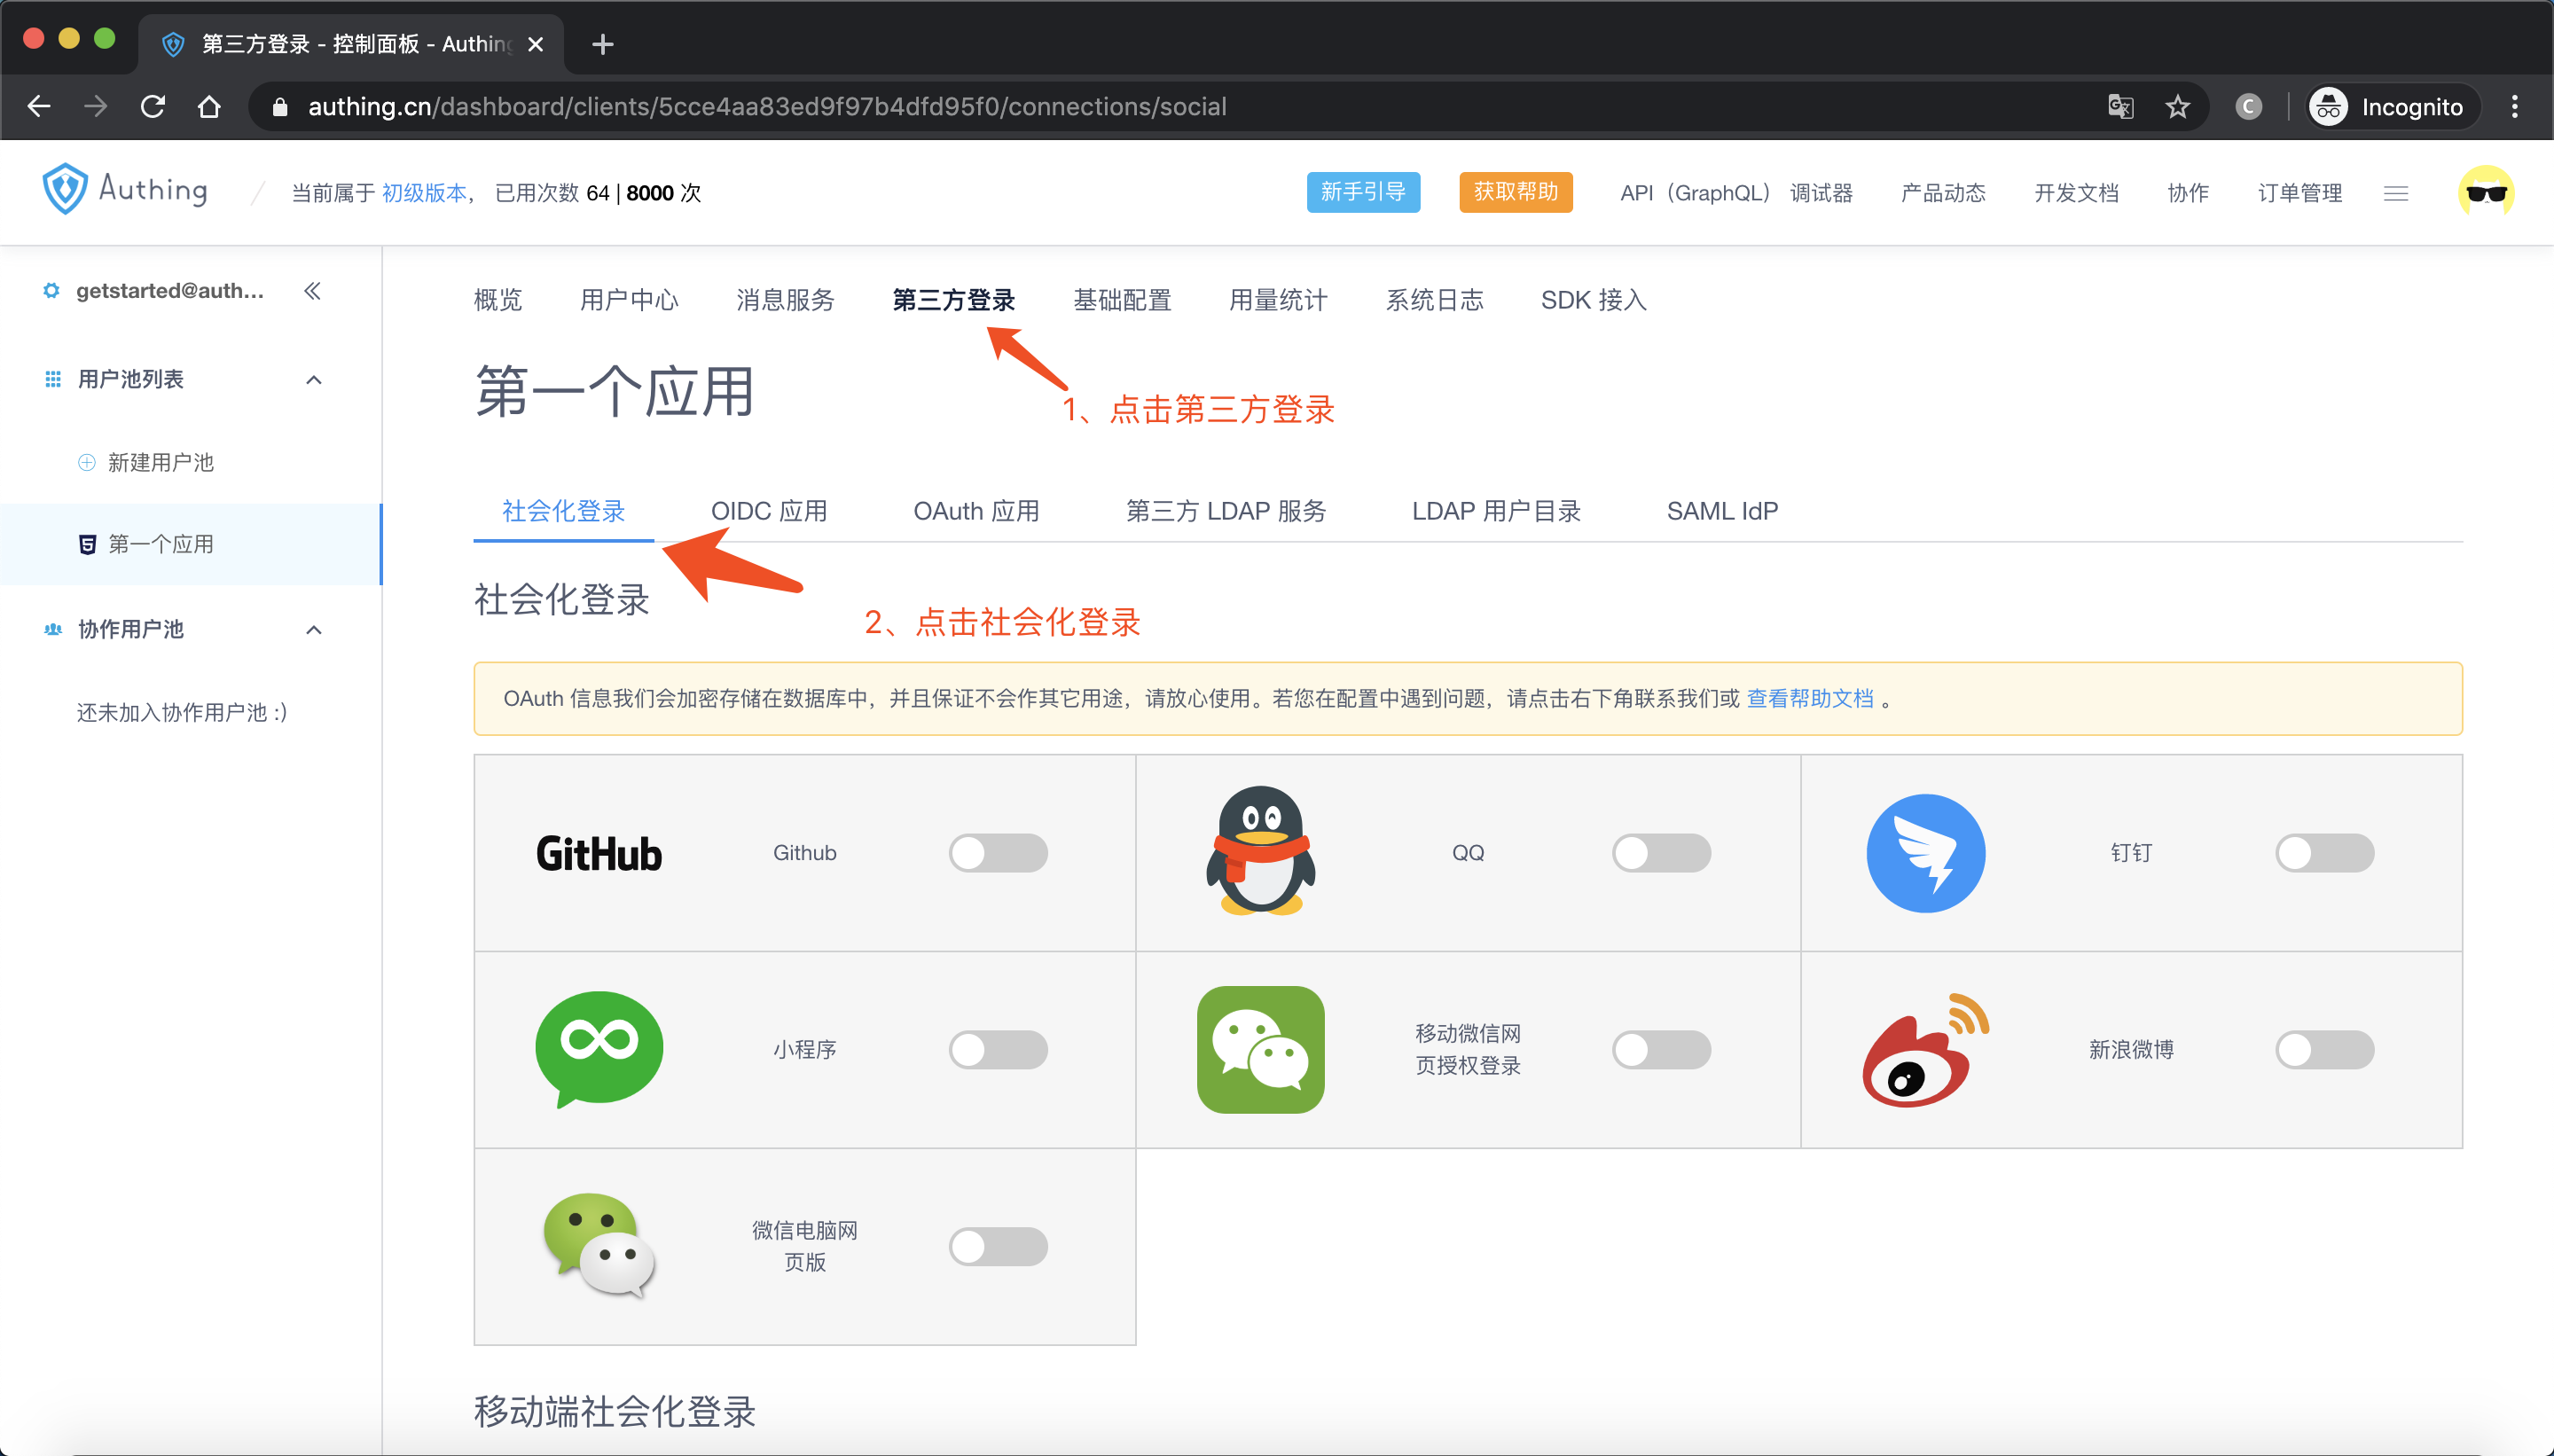 第三方登录 - 控制面板 - Authing
authing.cn/dashboard/clients/5cce4aa83ed9f97b4dfd95f0/connections/social
C
Incognito
Authing
当前属于 初级版本， 已用次数 64 | 8000 次
新手引导
获取帮助
API（GraphQL） 调试器
产品动态
开发文档
协作
订单管理
getstarted@auth...
用户池列表
新建用户池
第一个应用
协作用户池
还未加入协作用户池 :)
概览
用户中心
消息服务
第三方登录
基础配置
用量统计
系统日志
SDK 接入
第一个应用
1、点击第三方登录
社会化登录
OIDC 应用
OAuth 应用
第三方 LDAP 服务
LDAP 用户目录
SAML IdP
社会化登录
2、点击社会化登录
OAuth 信息我们会加密存储在数据库中，并且保证不会作其它用途，请放心使用。若您在配置中遇到问题，请点击右下角联系我们或 查看帮助文档 。
GitHub
Github
QQ
钉钉
小程序
移动微信网
页授权登录
新浪微博
微信电脑网
页版
移动端社会化登录